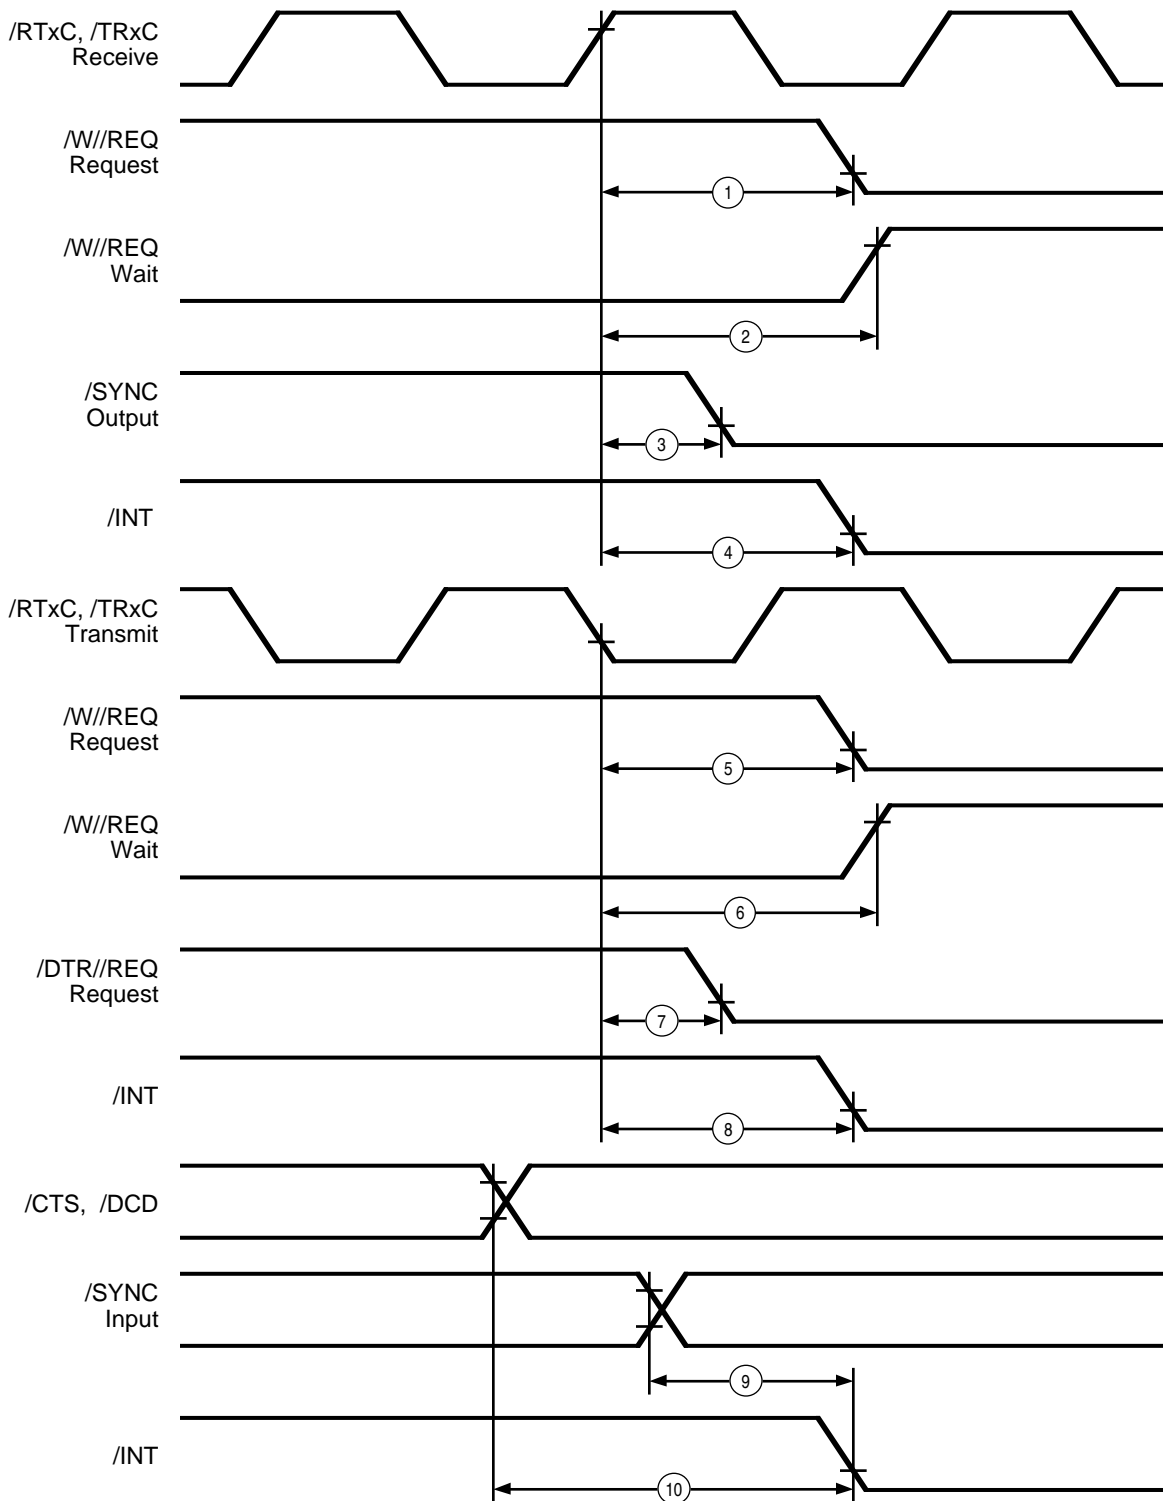 /RTxC, /TRxC
Receive
/W//REQ
Request
1
/W//REQ
Wait
2
/SYNC
Output
3
/INT
4
/RTxC, /TRxC
Transmit
/W//REQ
Request
5
/W//REQ
Wait
6
/DTR//REQ
Request
7
/INT
8
/CTS, /DCD
/SYNC
Input
9
/INT
10